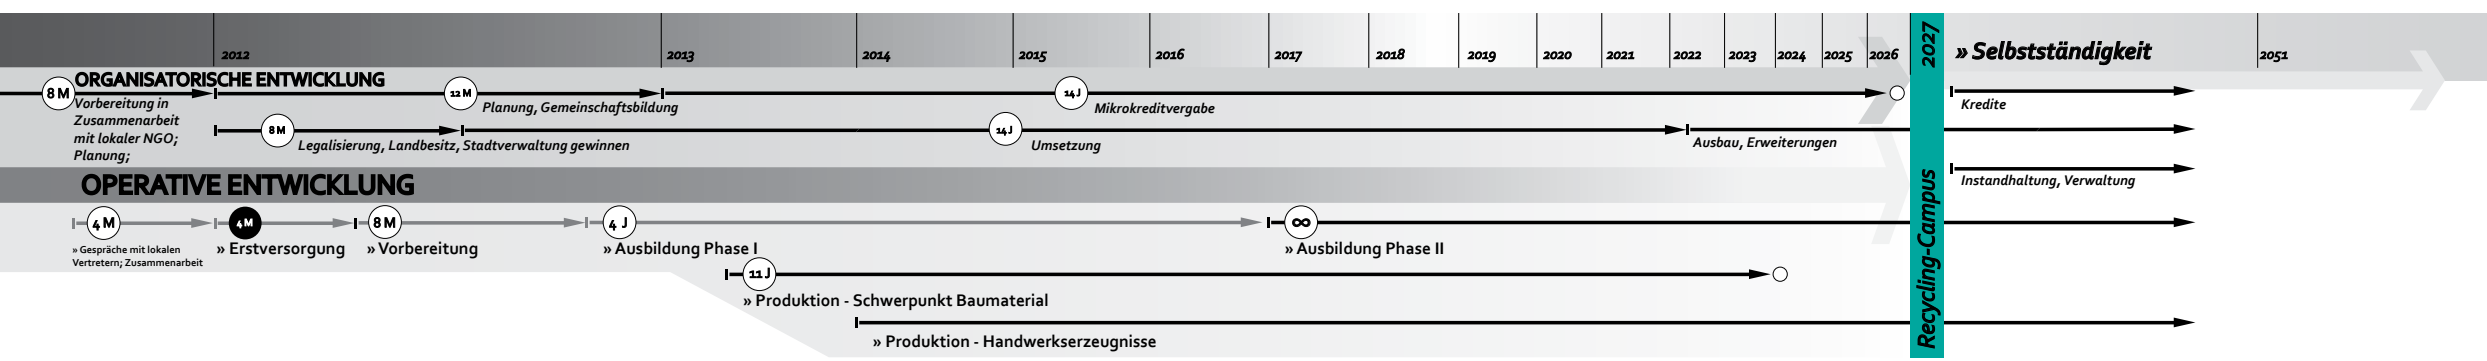 2012
2013
2014
2015
2016
2017
2018
2019
2020
2021
2022
2023
2024
2025
2026
2027
» Selbstständigkeit
2051
ORGANISATORISCHE ENTWICKLUNG
8 M
Vorbereitung in
Zusammenarbeit
mit lokaler NGO;
Planung;
12 M
Planung, Gemeinschaftsbildung
14 J
Mikrokreditvergabe
Kredite
8 M
Legalisierung, Landbesitz, Stadtverwaltung gewinnen
14 J
Umsetzung
Ausbau, Erweiterungen
Instandhaltung, Verwaltung
OPERATIVE ENTWICKLUNG
4 M
» Gespräche mit lokalen
Vertretern; Zusammenarbeit
4 M
» Erstversorgung
8 M
» Vorbereitung
4 J
» Ausbildung Phase I
∞
» Ausbildung Phase II
11 J
» Produktion - Schwerpunkt Baumaterial
» Produktion - Handwerkserzeugnisse
Recycling-Campus